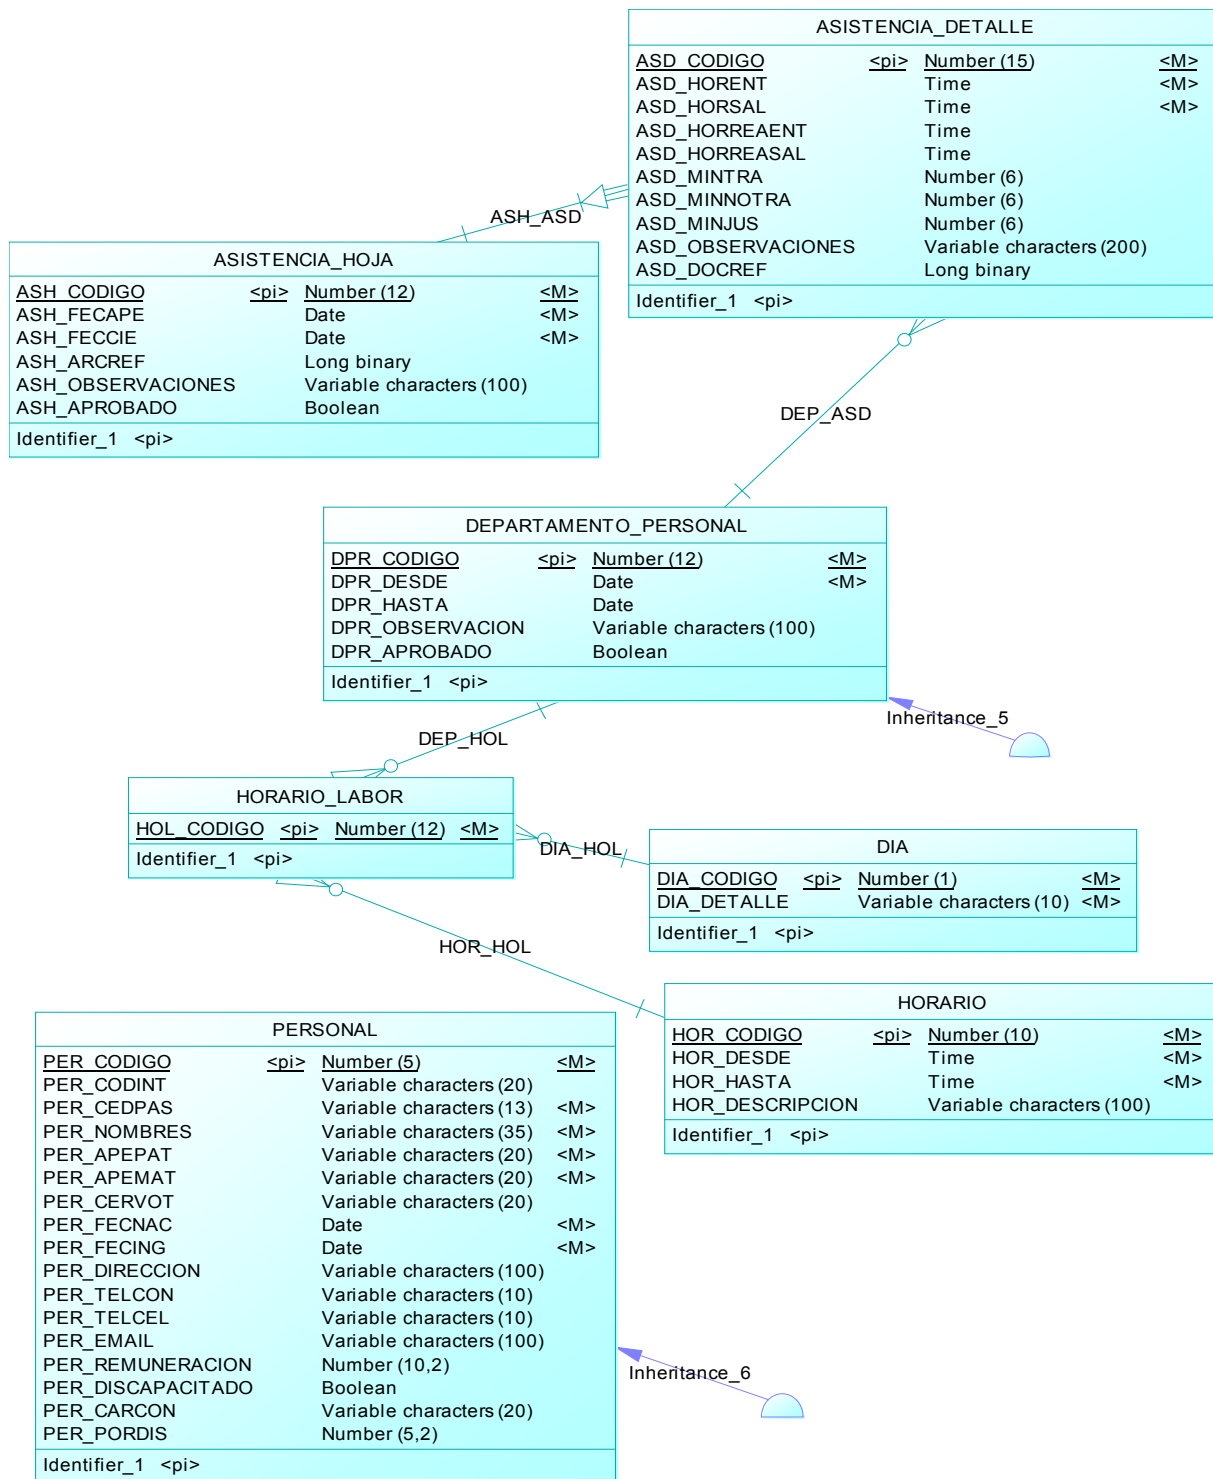 ASISTENCIA_DETALLE
ASD_CODIGO <pi> Number (15) <M>
ASD_HORENT Time <M>
ASD_HORSAL Time <M>
ASD_HORREAENT Time
ASD_HORREASAL Time
ASD_MINTRA Number (6)
ASD_MINNOTRA Number (6)
ASD_MINJUS Number (6)
ASD_OBSERVACIONES Variable characters (200)
ASD_DOCREF Long binary
Identifier_1 <pi>
ASH_ASD
ASISTENCIA_HOJA
ASH_CODIGO <pi> Number (12) <M>
ASH_FECAPE Date <M>
ASH_FECCIE Date <M>
ASH_ARCREF Long binary
ASH_OBSERVACIONES Variable characters (100)
ASH_APROBADO Boolean
Identifier_1 <pi>
DEP_ASD
DEPARTAMENTO_PERSONAL
DPR_CODIGO <pi> Number (12) <M>
DPR_DESDE Date <M>
DPR_HASTA Date
DPR_OBSERVACION Variable characters (100)
DPR_APROBADO Boolean
Identifier_1 <pi>
Inheritance_5
DEP_HOL
HORARIO_LABOR
HOL_CODIGO <pi> Number (12) <M>
Identifier_1 <pi>
DIA_HOL
DIA
DIA_CODIGO <pi> Number (1) <M>
DIA_DETALLE Variable characters (10) <M>
Identifier_1 <pi>
HOR_HOL
HORARIO
HOR_CODIGO <pi> Number (10) <M>
HOR_DESDE Time <M>
HOR_HASTA Time <M>
HOR_DESCRIPCION Variable characters (100)
Identifier_1 <pi>
PERSONAL
PER_CODIGO <pi> Number (5) <M>
PER_CODINT Variable characters (20)
PER_CEDPAS Variable characters (13) <M>
PER_NOMBRES Variable characters (35) <M>
PER_APEPAT Variable characters (20) <M>
PER_APEMAT Variable characters (20) <M>
PER_CERVOT Variable characters (20)
PER_FECNAC Date <M>
PER_FECING Date <M>
PER_DIRECCION Variable characters (100)
PER_TELCON Variable characters (10)
PER_TELCEL Variable characters (10)
PER_EMAIL Variable characters (100)
PER_REMUNERACION Number (10,2)
PER_DISCAPACITADO Boolean
PER_CARCON Variable characters (20)
PER_PORDIS Number (5,2)
Identifier_1 <pi>
Inheritance_6